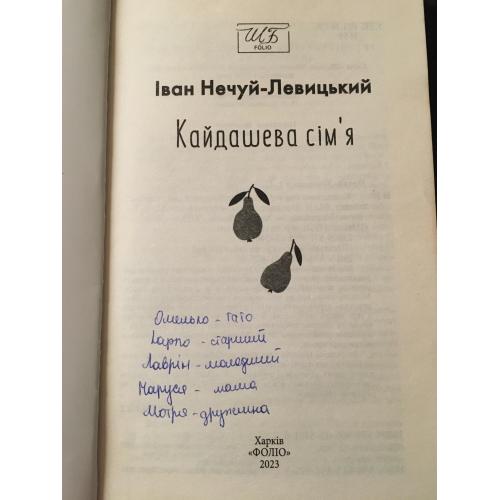 ШБ
FOLIO
Іван Нечуй-Левицький
Кайдашева сім'я
Омелько - тато
Карпо - старший
Лаврін - молодший
Маруся - мама
Мотря - дружина
Харків
«ФОЛІО»
2023